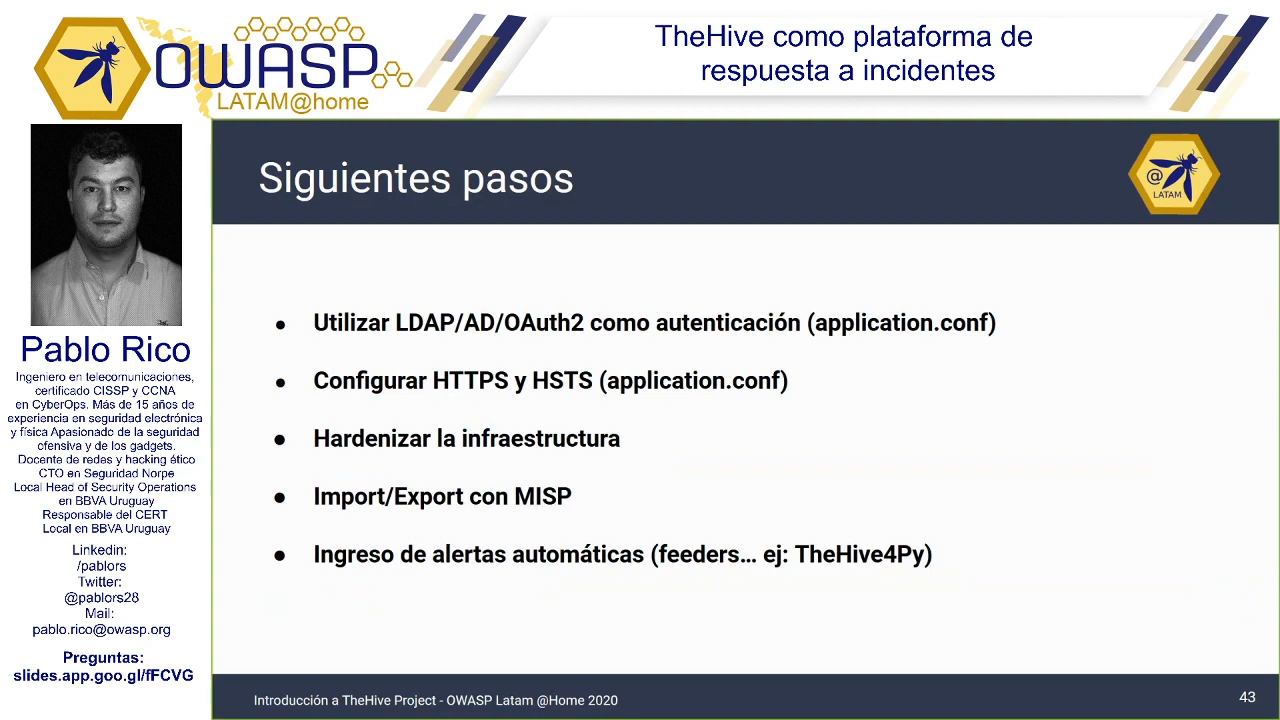 OWASP
LATAM@home
TheHive como plataforma de
respuesta a incidentes
Pablo Rico
Ingeniero en telecomunicaciones,
certificado CISSP y CCNA
en CyberOps. Más de 15 años de
experiencia en seguridad electrónica
y física Apasionado de la seguridad
ofensiva y de los gadgets.
Docente de redes y hacking ético
CTO en Seguridad Norpe
Local Head of Security Operations
en BBVA Uruguay
Responsable del CERT
Local en BBVA Uruguay
Linkedin:
/pablors
Twitter:
@pablors28
Mail:
pablo.rico@owasp.org
Preguntas:
slides.app.goo.gl/fFCVG
Siguientes pasos
@
LATAM
● Utilizar LDAP/AD/OAuth2 como autenticación (application.conf)
● Configurar HTTPS y HSTS (application.conf)
● Hardenizar la infraestructura
● Import/Export con MISP
● Ingreso de alertas automáticas (feeders… ej: TheHive4Py)
Introducción a TheHive Project - OWASP Latam @Home 2020
43